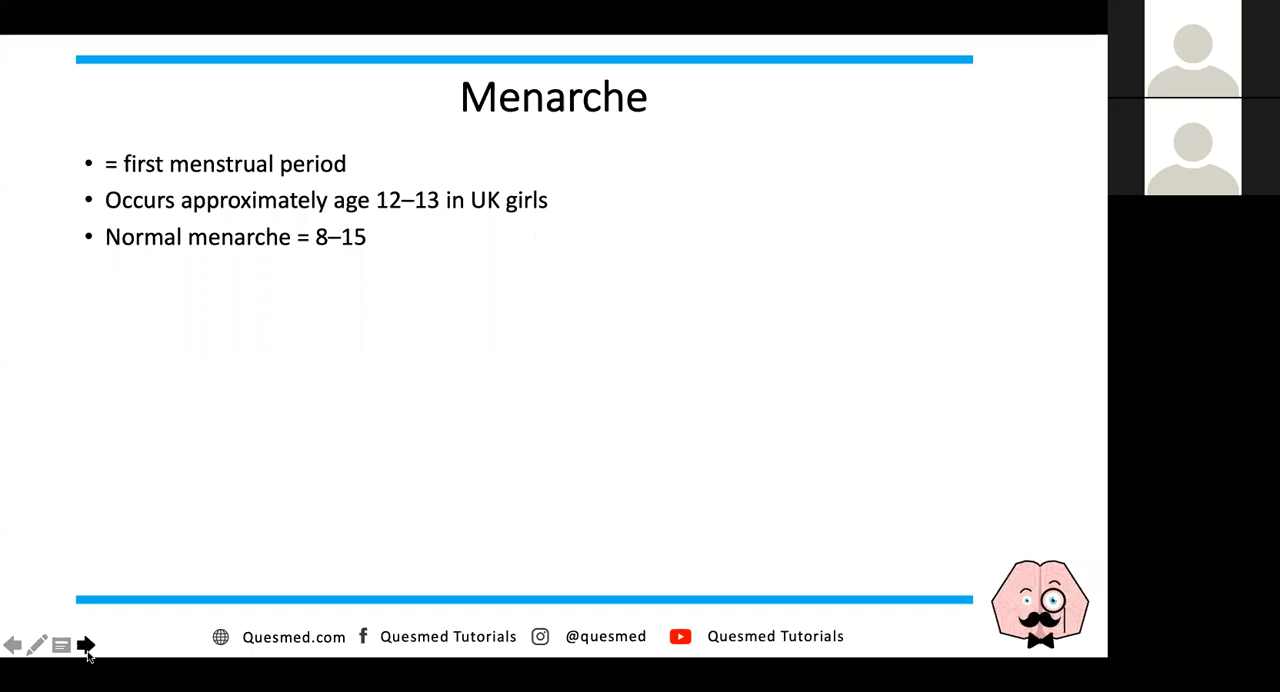 Menarche
• = first menstrual period
• Occurs approximately age 12–13 in UK girls
• Normal menarche = 8–15
Quesmed.com Quesmed Tutorials @quesmed Quesmed Tutorials